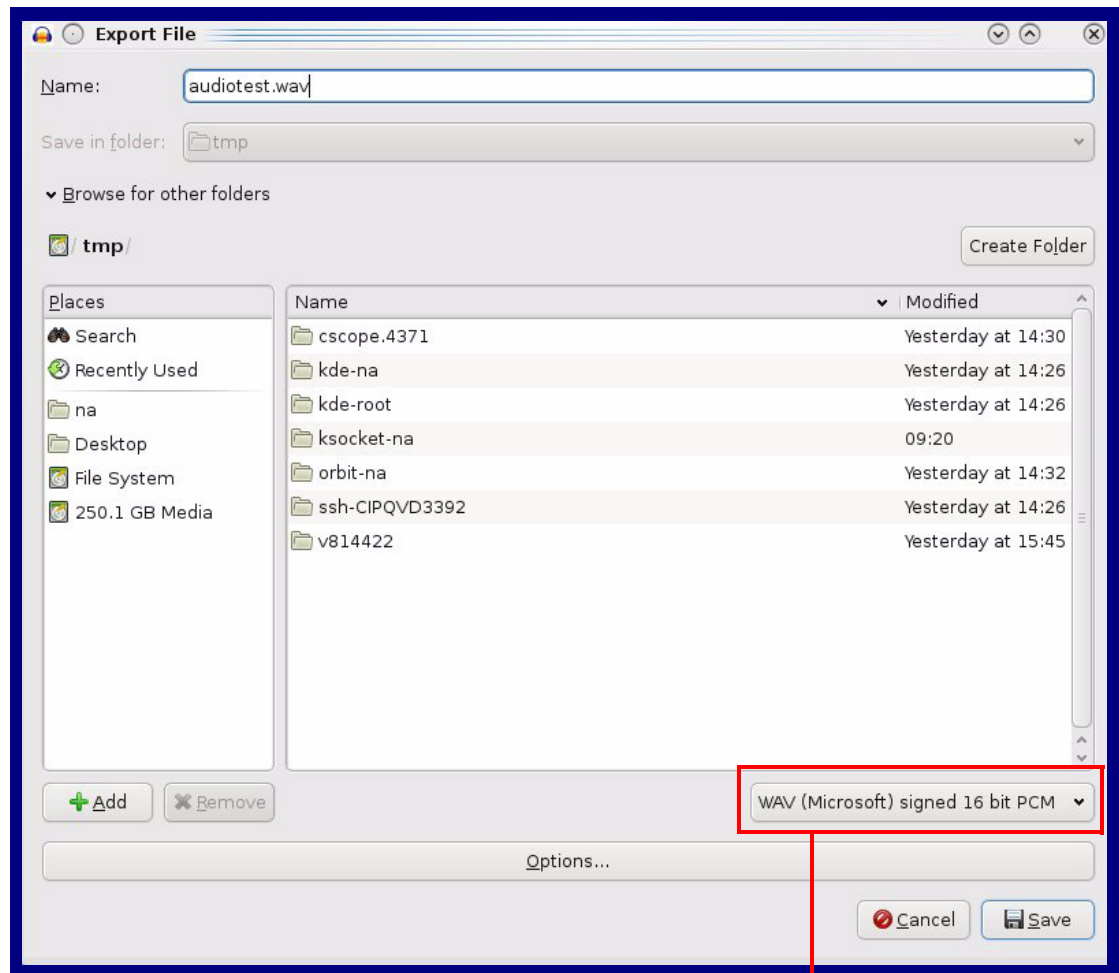 Export File
Name: audiotest.wav
Save in folder: tmp
Browse for other folders
/ tmp/
Create Folder
Places
Search
Recently Used
na
Desktop
File System
250.1 GB Media
Name Modified
cscope.4371 Yesterday at 14:30
kde-na Yesterday at 14:26
kde-root Yesterday at 14:26
ksocket-na 09:20
orbit-na Yesterday at 14:32
ssh-CIPQVD3392 Yesterday at 14:26
v814422 Yesterday at 15:45
Add Remove
WAV (Microsoft) signed 16 bit PCM
Options...
Cancel Save